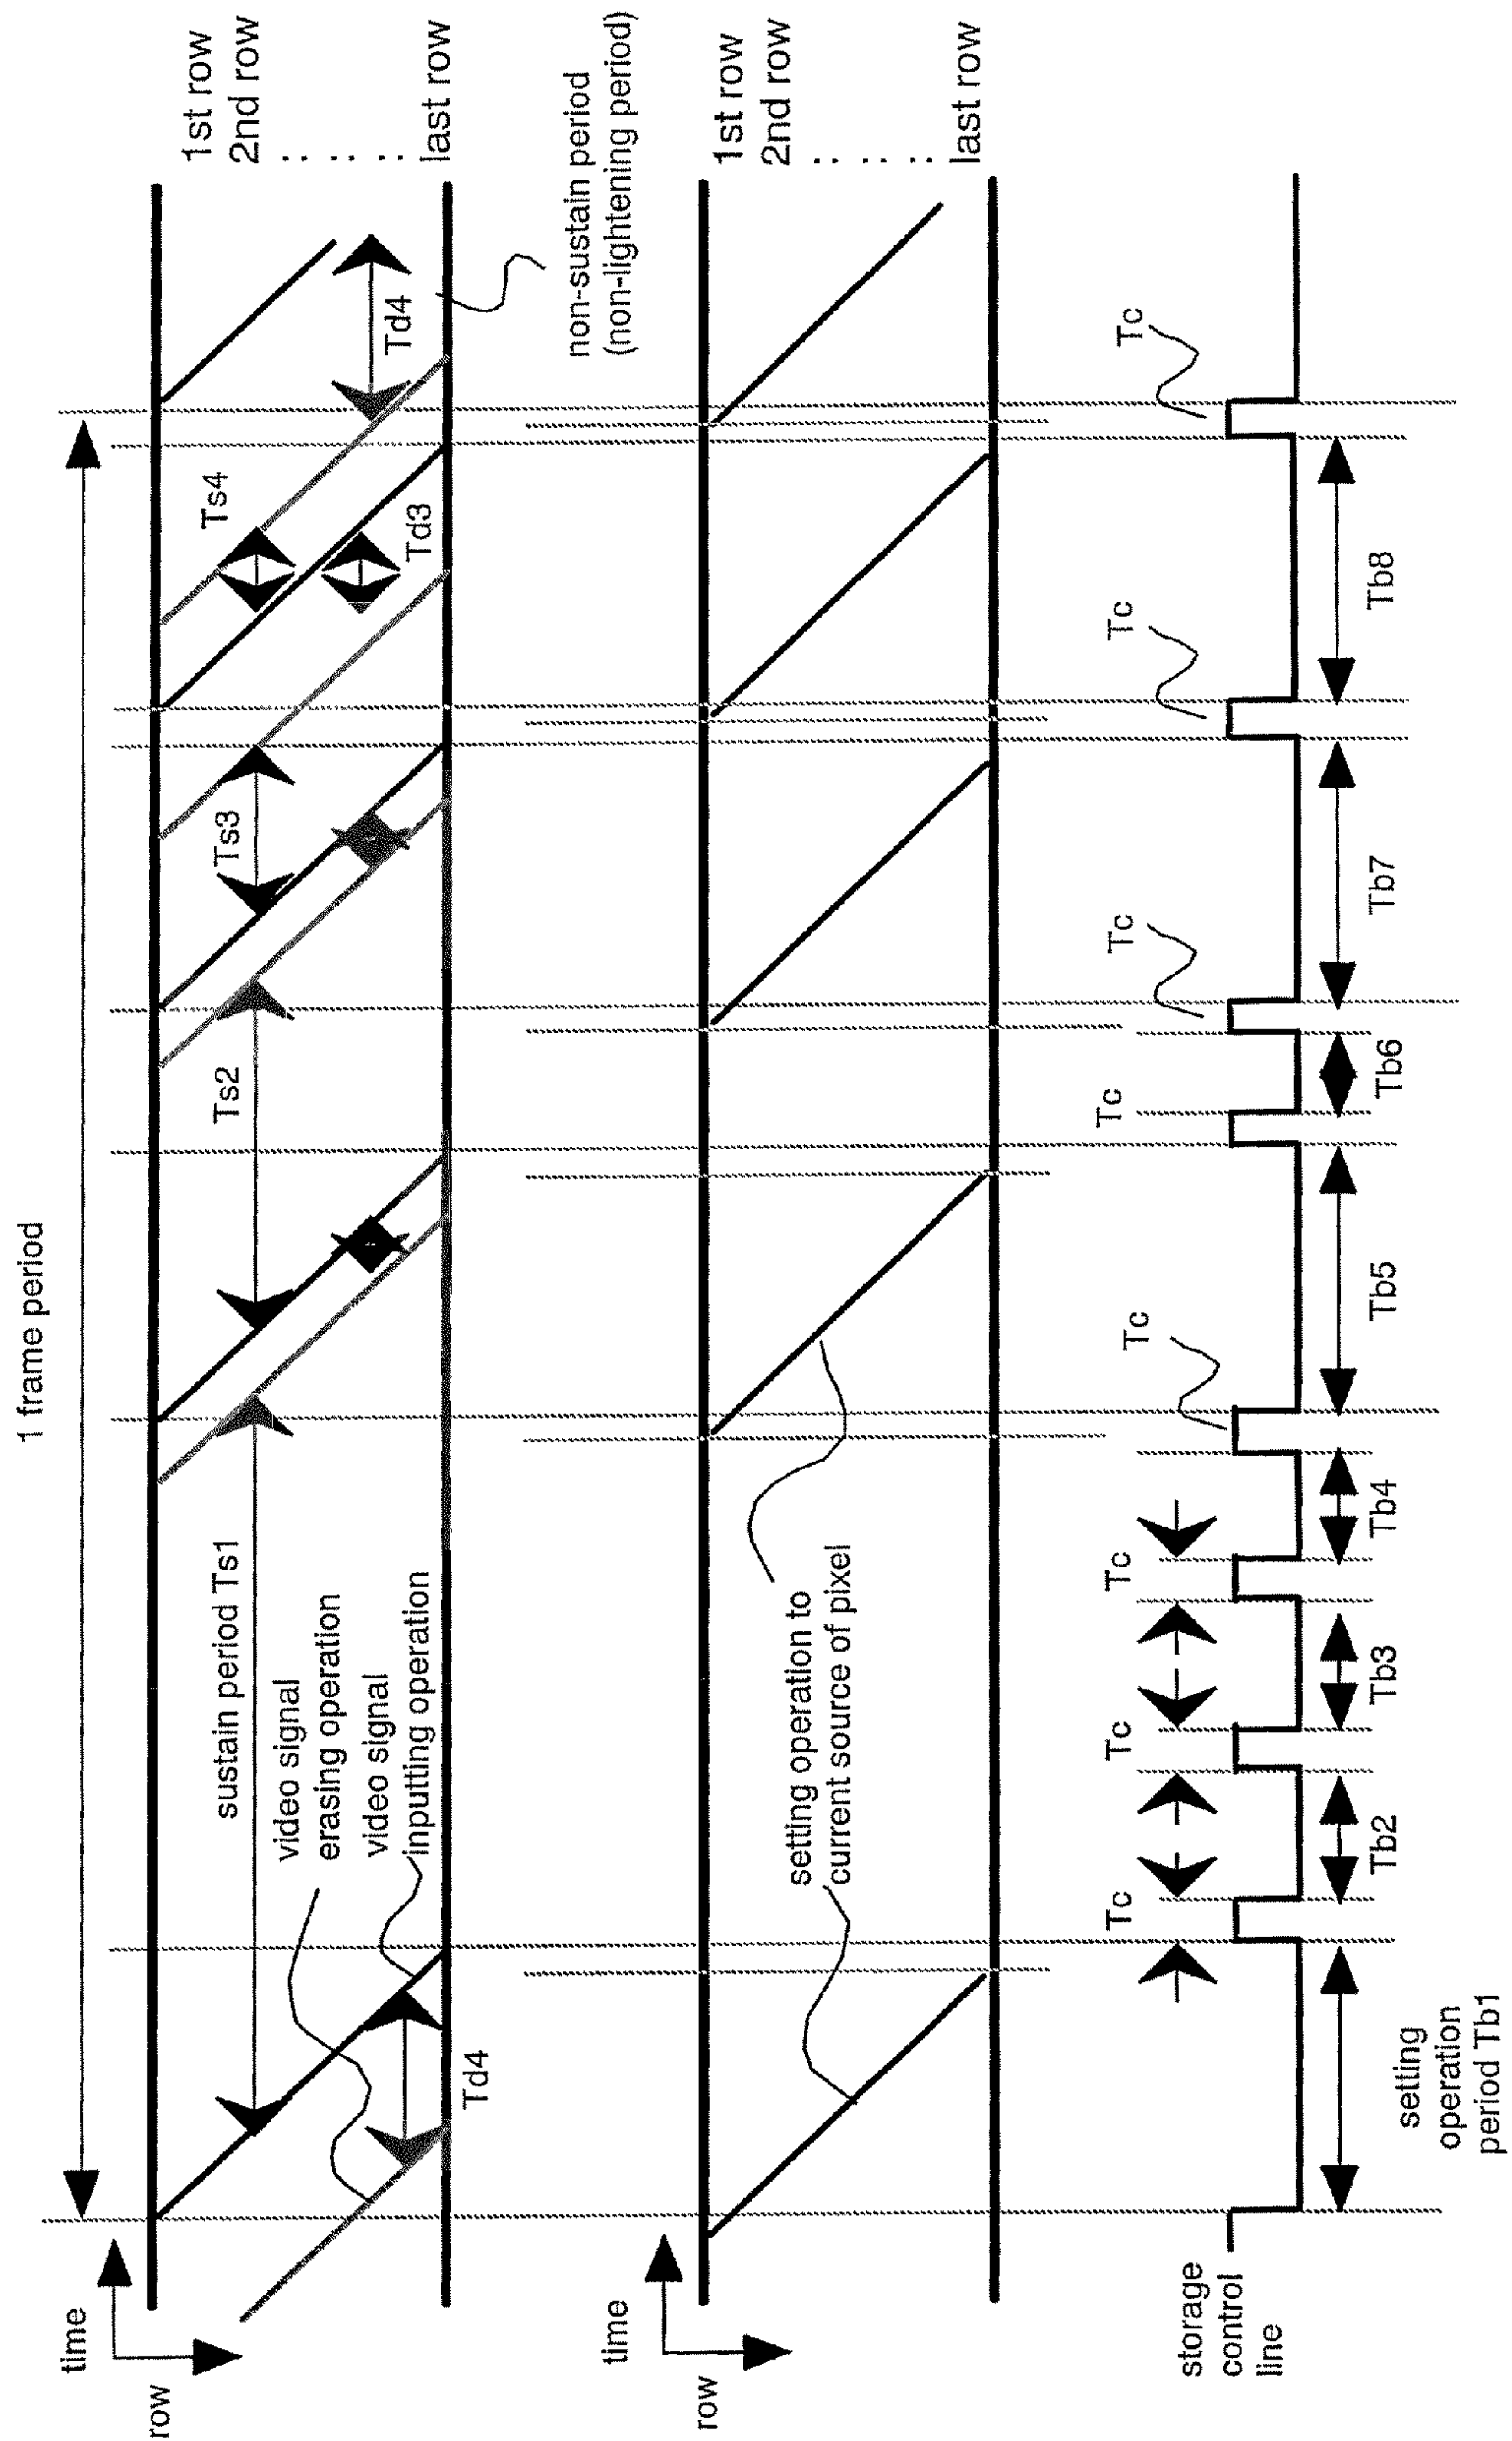 1 frame period
time
row
sustain period Ts1
Ts2
Ts3
Ts4
1st row
2nd row
last row
video signal
erasing operation
video signal
inputting operation
Td4
Td3
Td4
non-sustain period
(non-lightening period)
time
row
1st row
2nd row
last row
setting operation to
current source of pixel
storage
control
line
Tc
Tc
Tc
Tc
Tc
Tc
Tc
Tc
setting
operation
period Tb1
Tb2
Tb3
Tb4
Tb5
Tb6
Tb7
Tb8